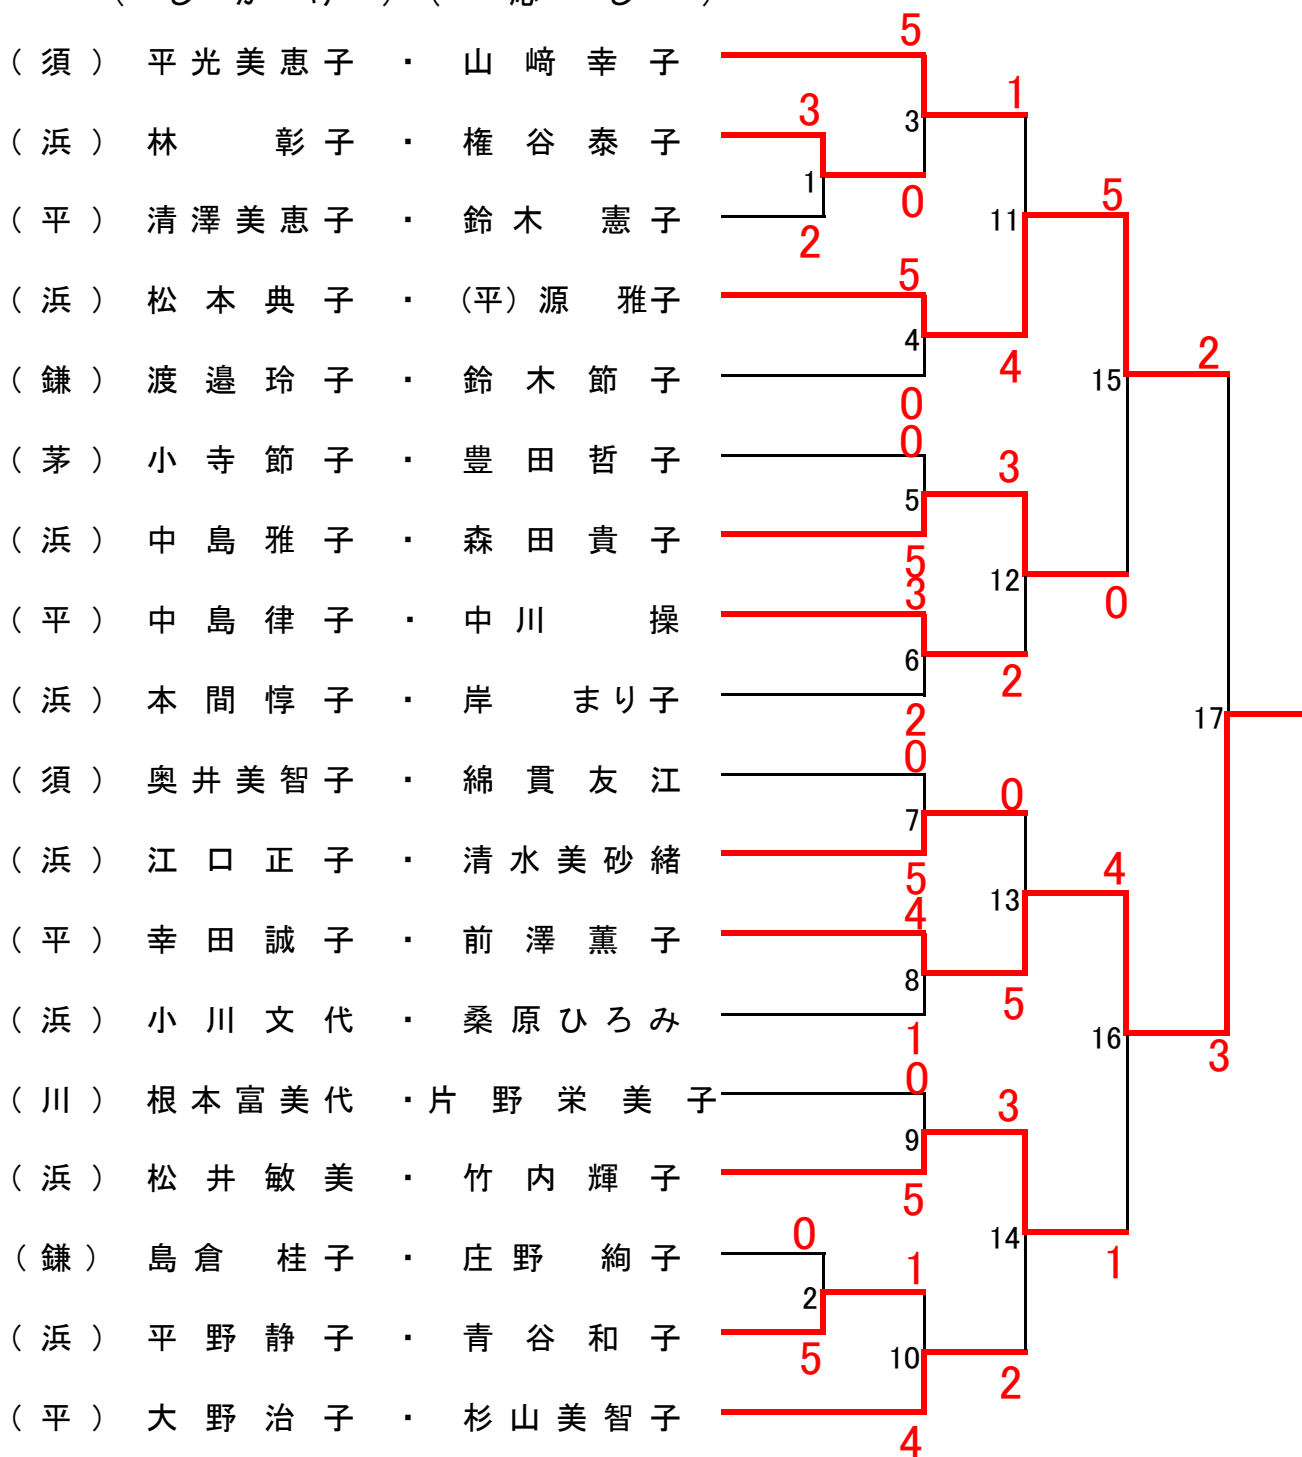 5
(須) 平光美恵子 ・ 山﨑幸子
1
3
3
(浜) 林 彰子 ・ 権谷泰子
1
0
5
(平) 清澤美恵子 ・ 鈴木 憲子
11
2
5
(浜) 松本典子 ・ (平)源 雅子
4
4
2
(鎌) 渡邉玲子 ・ 鈴木節子
15
0
0
(茅) 小寺節子 ・ 豊田哲子
3
5
(浜) 中島雅子 ・ 森田貴子
5
12
3
0
(平) 中島律子 ・ 中川 操
6
2
(浜) 本間惇子 ・ 岸 まり子
2
17
0
(須) 奥井美智子 ・ 綿貫友江
0
7
(浜) 江口正子 ・ 清水美砂緒
4
5
13
4
(平) 幸田誠子 ・ 前澤薫子
8
5
(浜) 小川文代 ・ 桑原ひろみ
1
16
3
0
(川) 根本富美代 ・ 片野栄美子
3
9
(浜) 松井敏美 ・ 竹内輝子
5
0
14
(鎌) 島倉 桂子 ・ 庄野 絢子
1
1
2
(浜) 平野静子 ・ 青谷和子
5
10
2
(平) 大野治子 ・ 杉山美智子
4